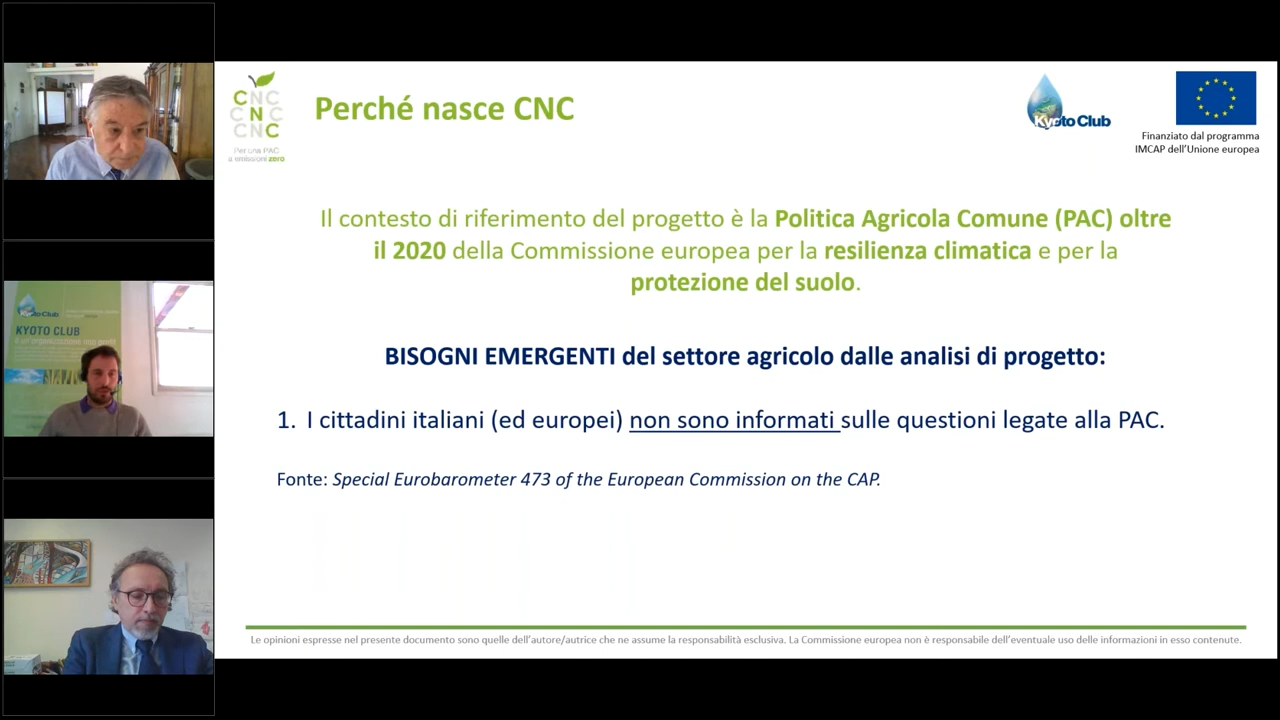 CNC
CNC
CNC
Per una PAC
a emissioni zero
Perché nasce CNC
Kyoto Club
Finanziato dal programma
IMCAP dell'Unione europea
Il contesto di riferimento del progetto è la Politica Agricola Comune (PAC) oltre
il 2020 della Commissione europea per la resilienza climatica e per la
protezione del suolo.
BISOGNI EMERGENTI del settore agricolo dalle analisi di progetto:
1. I cittadini italiani (ed europei) non sono informati sulle questioni legate alla PAC.
Fonte: Special Eurobarometer 473 of the European Commission on the CAP.
Le opinioni espresse nel presente documento sono quelle dell'autore/autrice che ne assume la responsabilità esclusiva. La Commissione europea non è responsabile dell'eventuale uso delle informazioni in esso contenute.
Kyoto Club
KYOTO CLUB